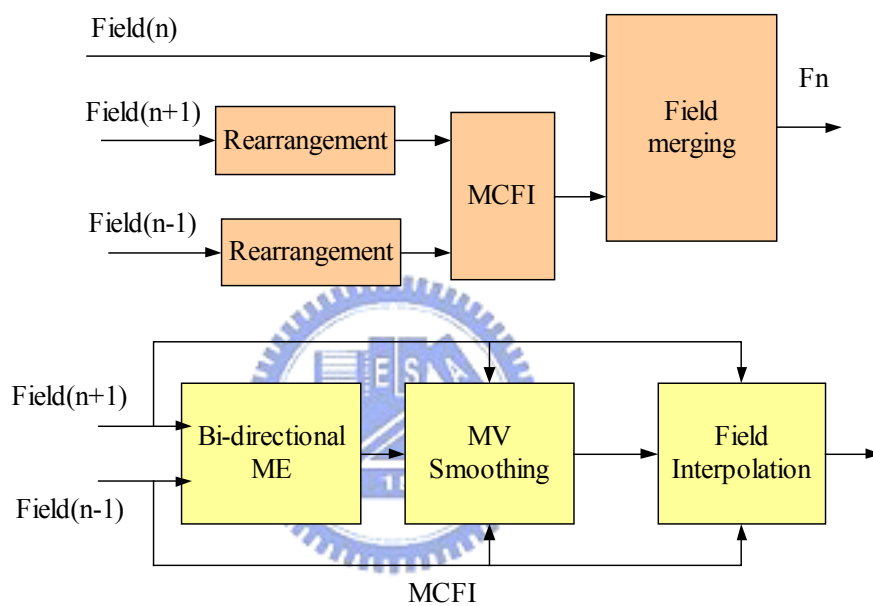 Field(n)
Fn
Field(n+1)
Rearrangement
Field
merging
MCFI
Field(n-1)
Rearrangement
E S A
Field(n+1)
Bi-directional
ME
MV
Smoothing
Field
Interpolation
Field(n-1)
MCFI